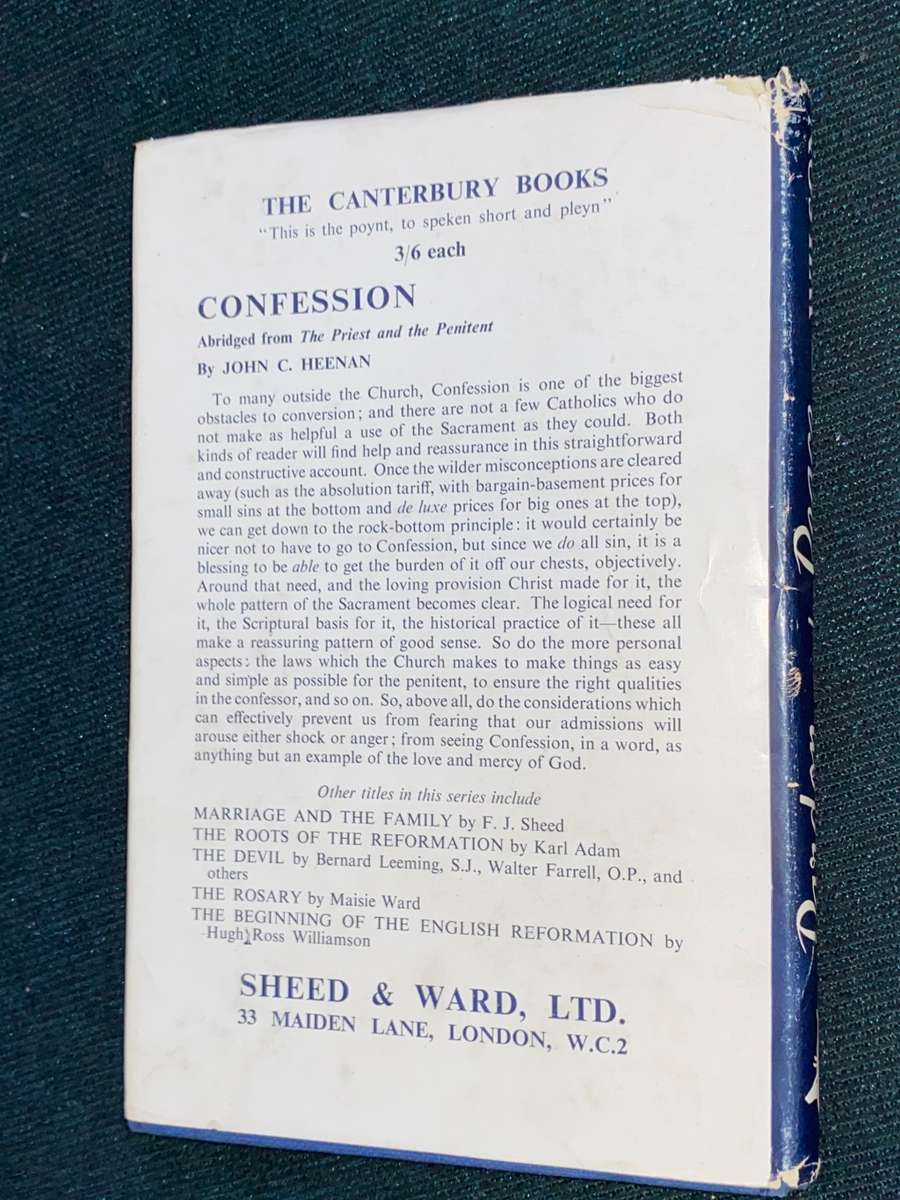 THE CANTERBURY BOOKS
"This is the poynt, to speken short and pleyn"
3/6 each
CONFESSION
Abridged from The Priest and the Penitent
By JOHN C. HEENAN
To many outside the Church, Confession is one of the biggest
obstacles to conversion; and there are not a few Catholics who do
not make as helpful a use of the Sacrament as they could. Both
kinds of reader will find help and reassurance in this straightforward
and constructive account. Once the wilder misconceptions are cleared
away (such as the absolution tariff, with bargain-basement prices for
small sins at the bottom and de luxe prices for big ones at the top),
we can get down to the rock-bottom principle: it would certainly be
nicer not to have to go to Confession, but since we do all sin, it is a
blessing to be able to get the burden of it off our chests, objectively.
Around that need, and the loving provision Christ made for it, the
whole pattern of the Sacrament becomes clear. The logical need for
it, the Scriptural basis for it, the historical practice of it—these all
make a reassuring pattern of good sense. So do the more personal
aspects: the laws which the Church makes to make things as easy
and simple as possible for the penitent, to ensure the right qualities
in the confessor, and so on. So, above all, do the considerations which
can effectively prevent us from fearing that our admissions will
arouse either shock or anger; from seeing Confession, in a word, as
anything but an example of the love and mercy of God.
Other titles in this series include
MARRIAGE AND THE FAMILY by F. J. Sheed
THE ROOTS OF THE REFORMATION by Karl Adam
THE DEVIL by Bernard Leeming, S.J., Walter Farrell, O.P., and
others
THE ROSARY by Maisie Ward
THE BEGINNING OF THE ENGLISH REFORMATION by
Hugh Ross Williamson
SHEED & WARD, LTD.
33 MAIDEN LANE, LONDON, W.C.2